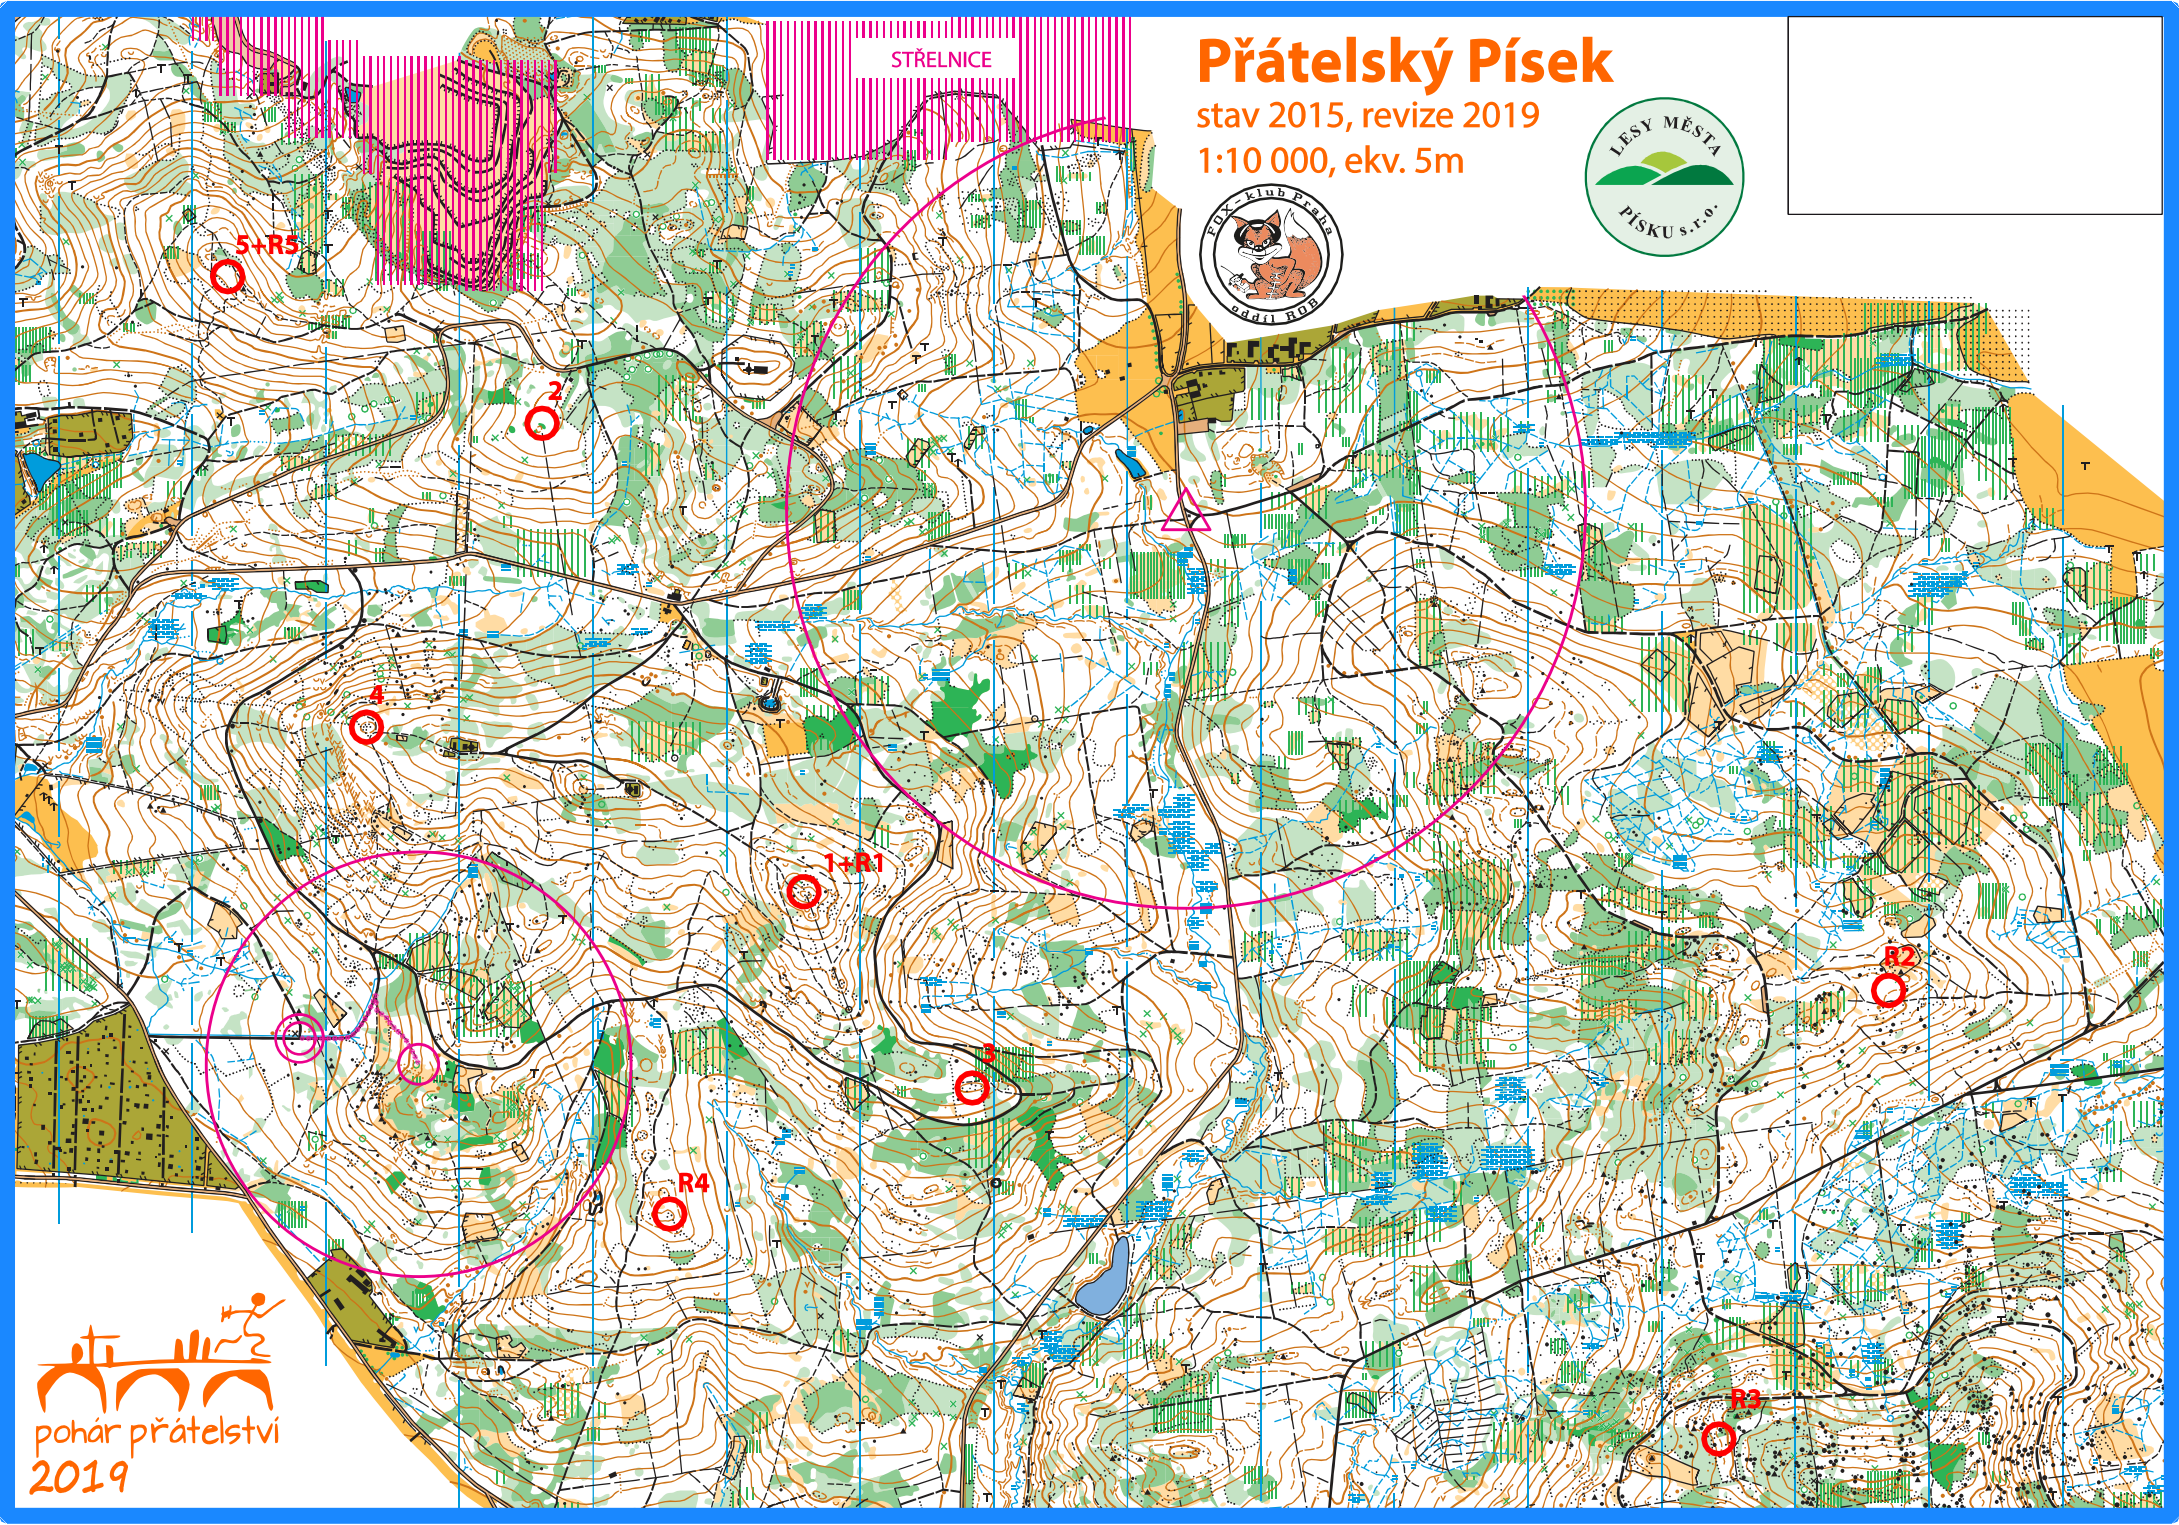 STŘELNICE
Přátelský Písek
stav 2015, revize 2019
1:10 000, ekv. 5m
LESY MĚSTA
PÍSKU s.r.o.
FOX-klub Praha
oddíl ROB
5+R5
2
4
1+R1
R2
3
R4
R3
pohár přátelství
2019